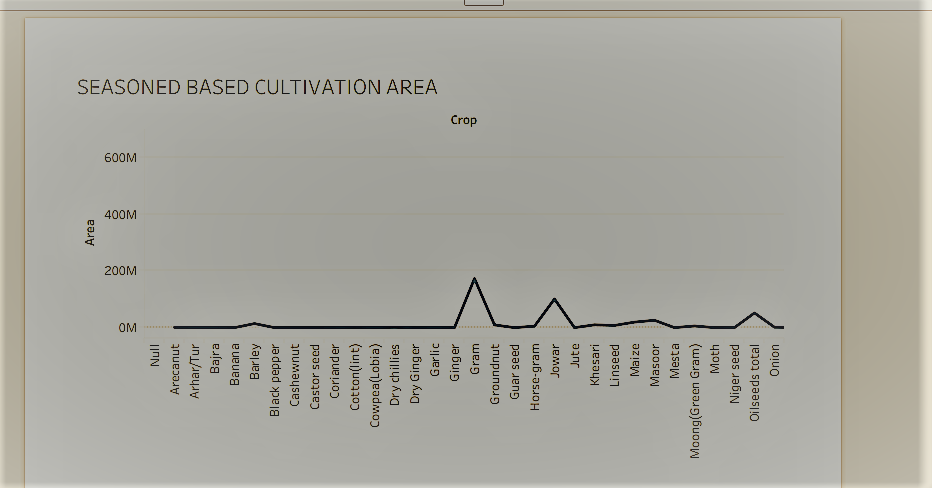 SEASONED BASED CULTIVATION AREA
Crop
600M
400M
200M
0M
Area
Null
Arecanut
Arhar/Tur
Bajra
Banana
Barley
Black pepper
Cashewnut
Castor seed
Coriander
Cotton(lint)
Cowpea(Lobia)
Dry chillies
Dry Ginger
Garlic
Ginger
Gram
Groundnut
Guar seed
Horse-gram
Jowar
Jute
Khesari
Linseed
Maize
Masoor
Mesta
Moong(Green Gram)
Moth
Niger seed
Oilseeds total
Onion